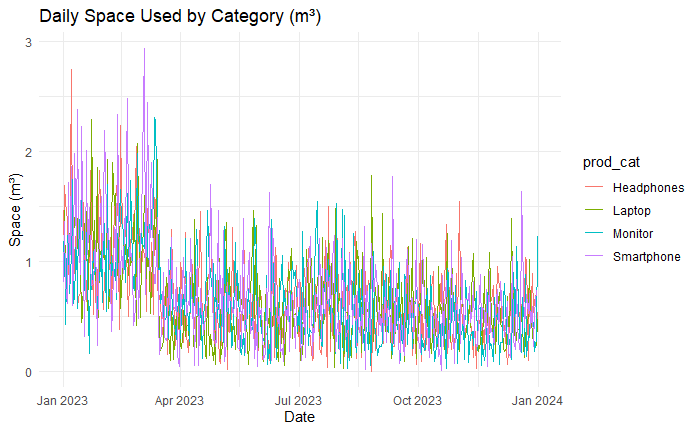 Daily Space Used by Category (m³)
Space (m³)
3
2
1
0
Jan 2023
Apr 2023
Jul 2023
Oct 2023
Jan 2024
Date
prod_cat
Headphones
Laptop
Monitor
Smartphone